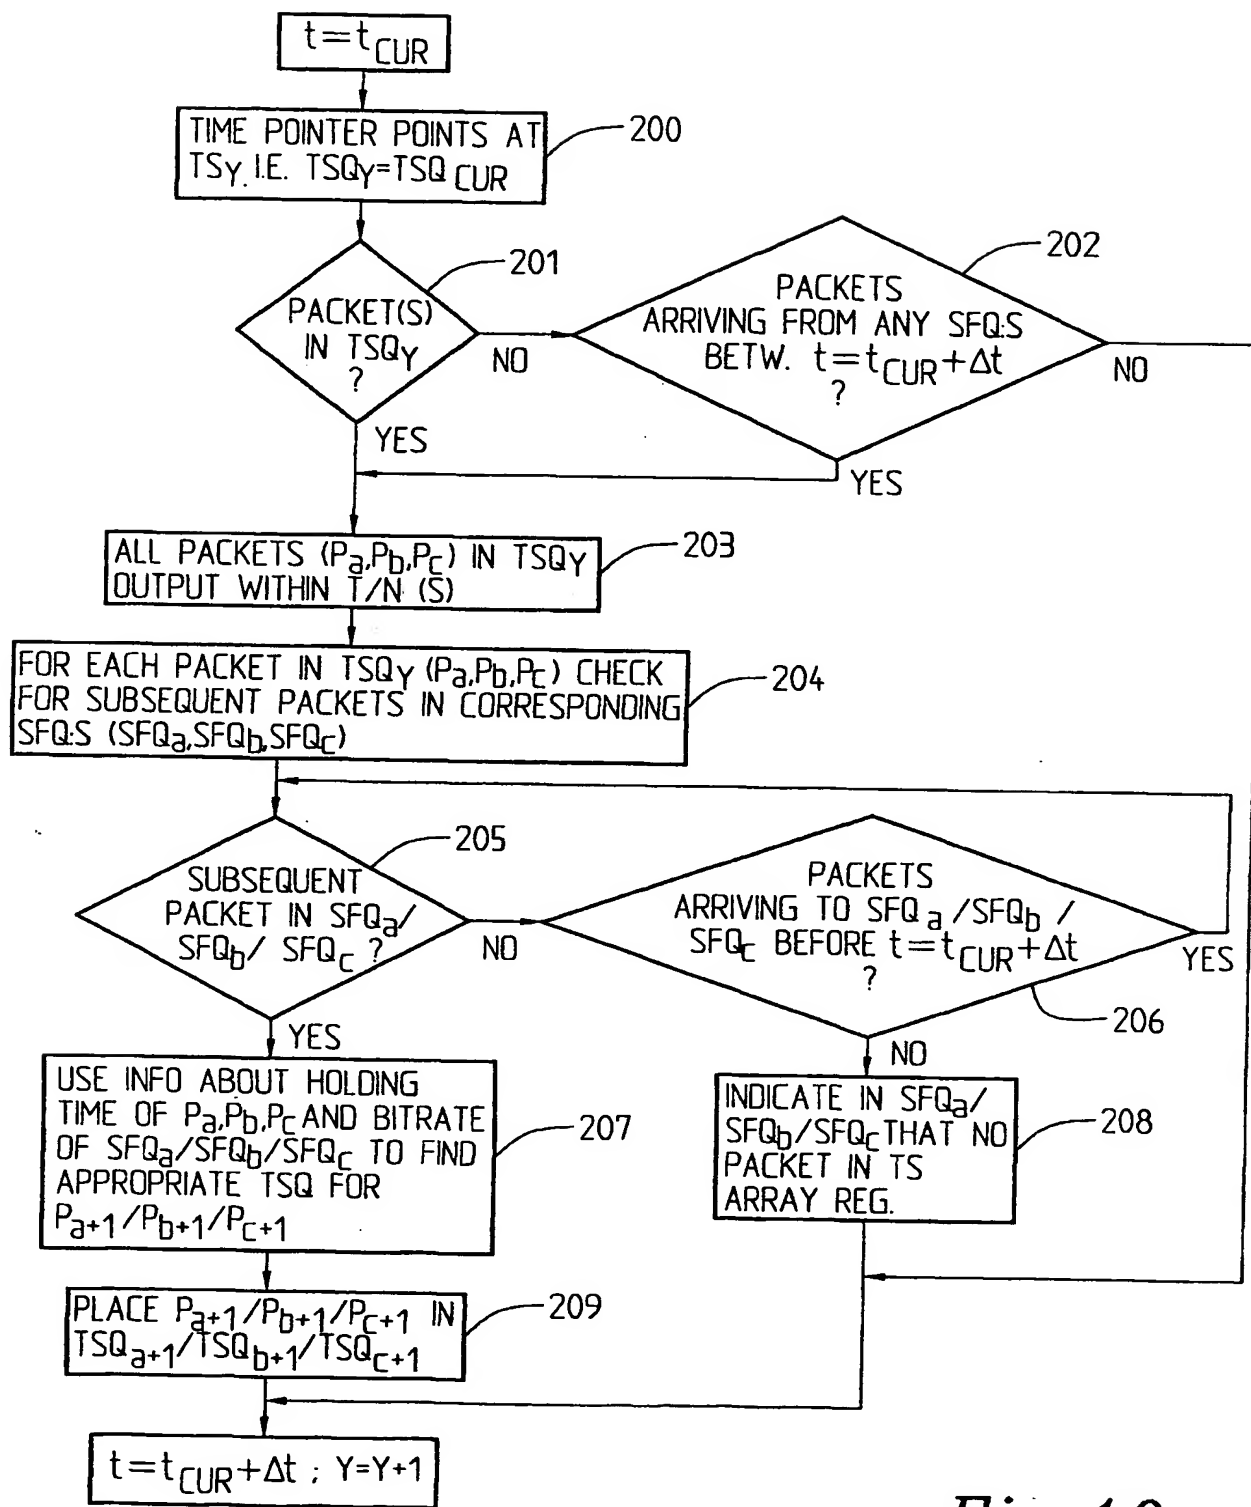 t=tCUR
TIME POINTER POINTS AT
TSY. I.E. TSQY=TSQ CUR
200
PACKET(S)
IN TSQY
?
201
NO
YES
PACKETS
ARRIVING FROM ANY SFQ:S
BETW. t=tCUR+Δt
?
202
NO
YES
ALL PACKETS (Pa,Pb,Pc) IN TSQY
OUTPUT WITHIN T/N (S)
203
FOR EACH PACKET IN TSQY (Pa,Pb,Pc) CHECK
FOR SUBSEQUENT PACKETS IN CORRESPONDING
SFQ:S (SFQa,SFQb,SFQc)
204
SUBSEQUENT
PACKET IN SFQa/
SFQb/ SFQc ?
205
NO
YES
PACKETS
ARRIVING TO SFQa/SFQb/
SFQc BEFORE t=tCUR+Δt
?
YES
206
NO
USE INFO ABOUT HOLDING
TIME OF Pa,Pb,Pc AND BITRATE
OF SFQa/SFQb/SFQc TO FIND
APPROPRIATE TSQ FOR
Pa+1/Pb+1/Pc+1
207
INDICATE IN SFQa/
SFQb/SFQc THAT NO
PACKET IN TS
ARRAY REG.
208
PLACE Pa+1/Pb+1/Pc+1 IN
TSQa+1/TSQb+1/TSQc+1
209
t=tCUR+Δt ; Y=Y+1